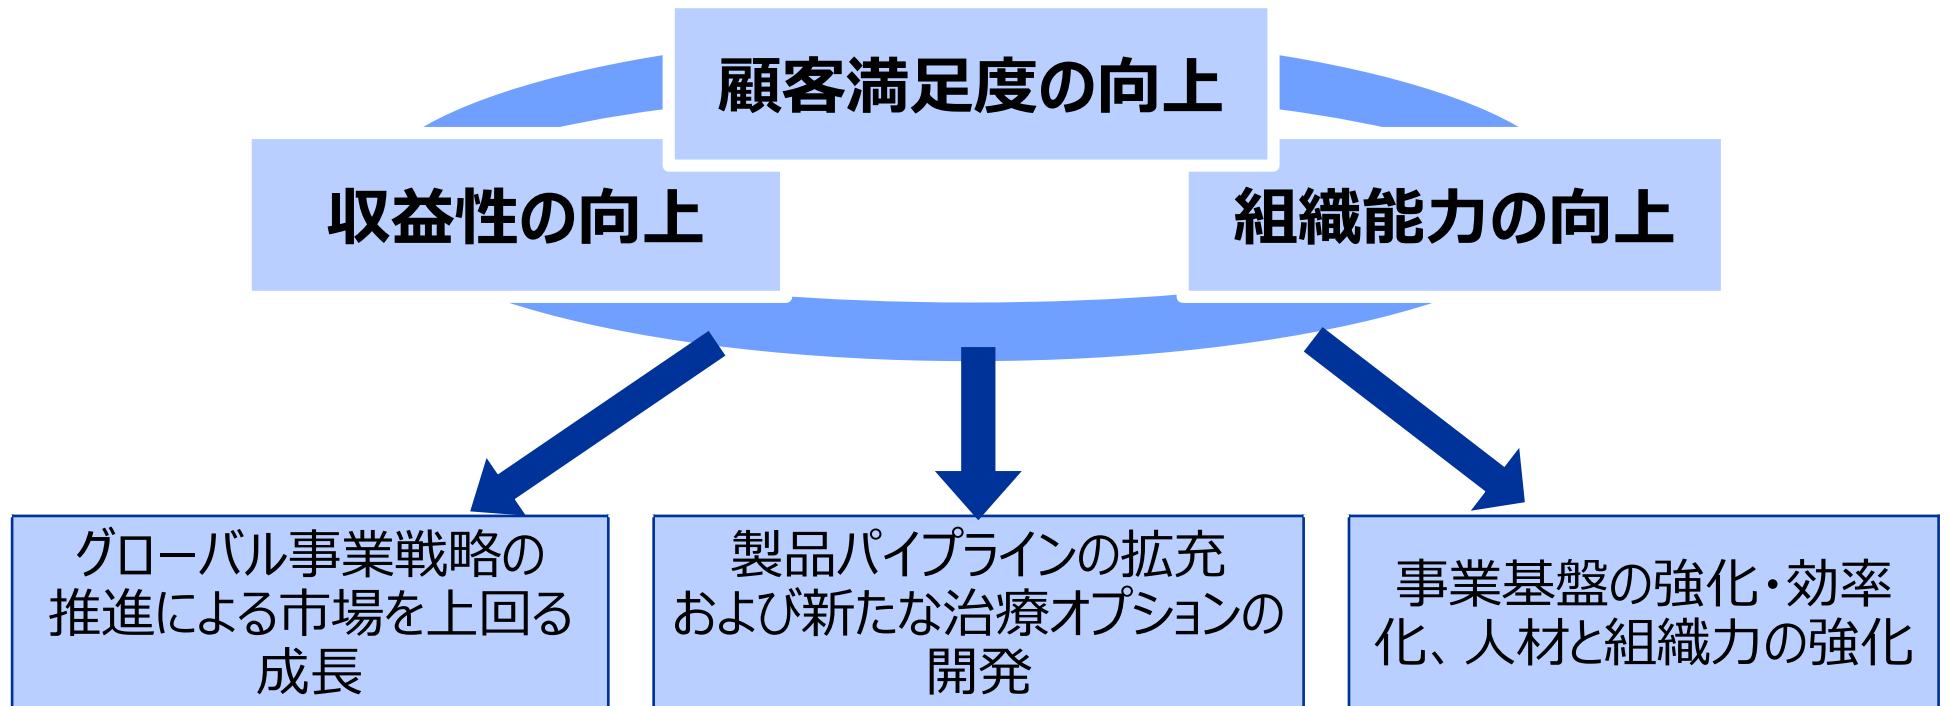 顧客満足度の向上
収益性の向上
組織能力の向上
グローバル事業戦略の
推進による市場を上回る
成長
製品パイプラインの拡充
および新たな治療オプションの
開発
事業基盤の強化・効率
化、人材と組織力の強化